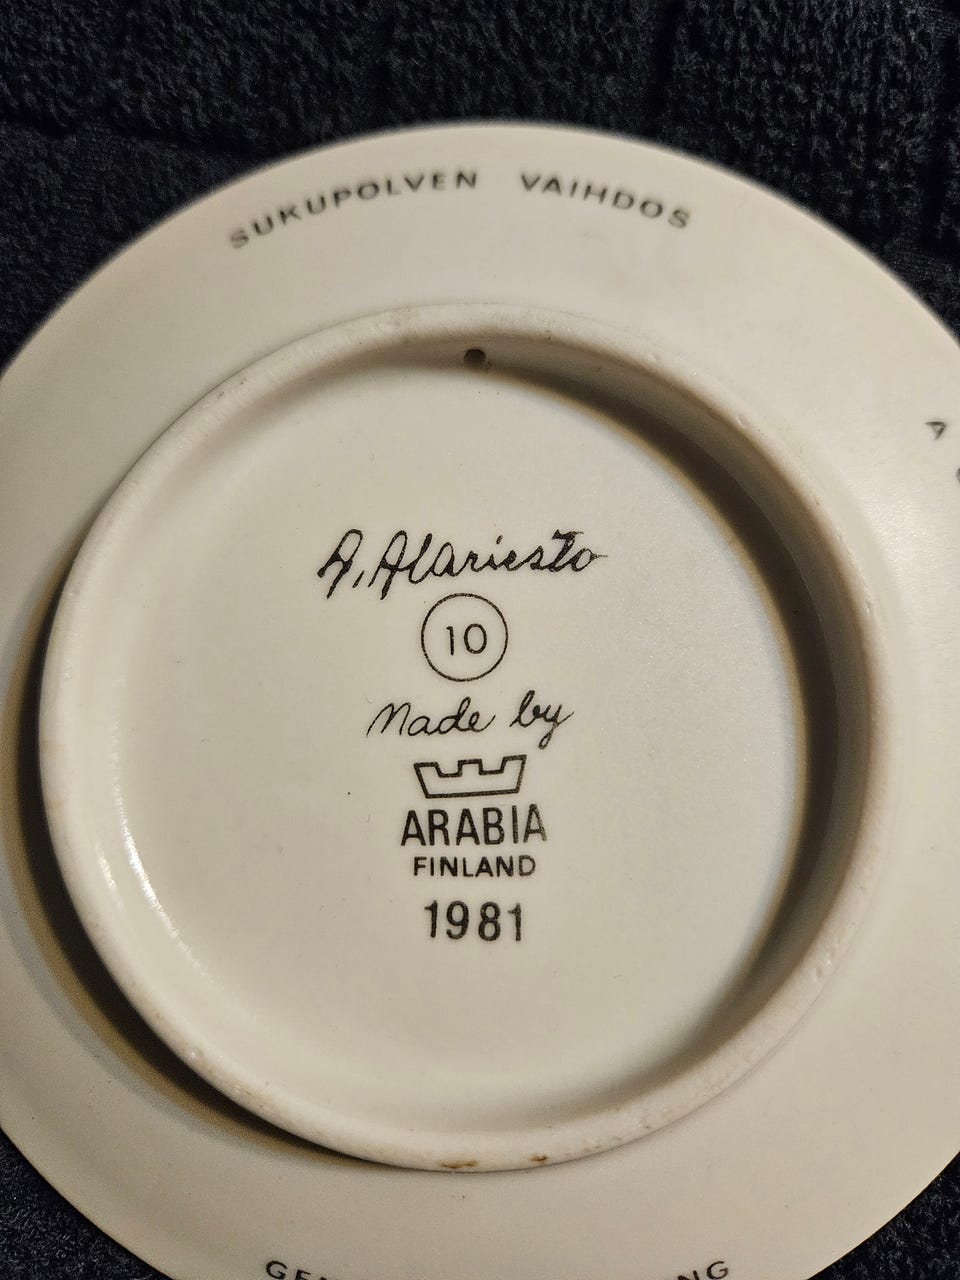 SUKUPOLVEN VAIHDOS
A. Alariesto
10
Made by
ARABIA
FINLAND
1981